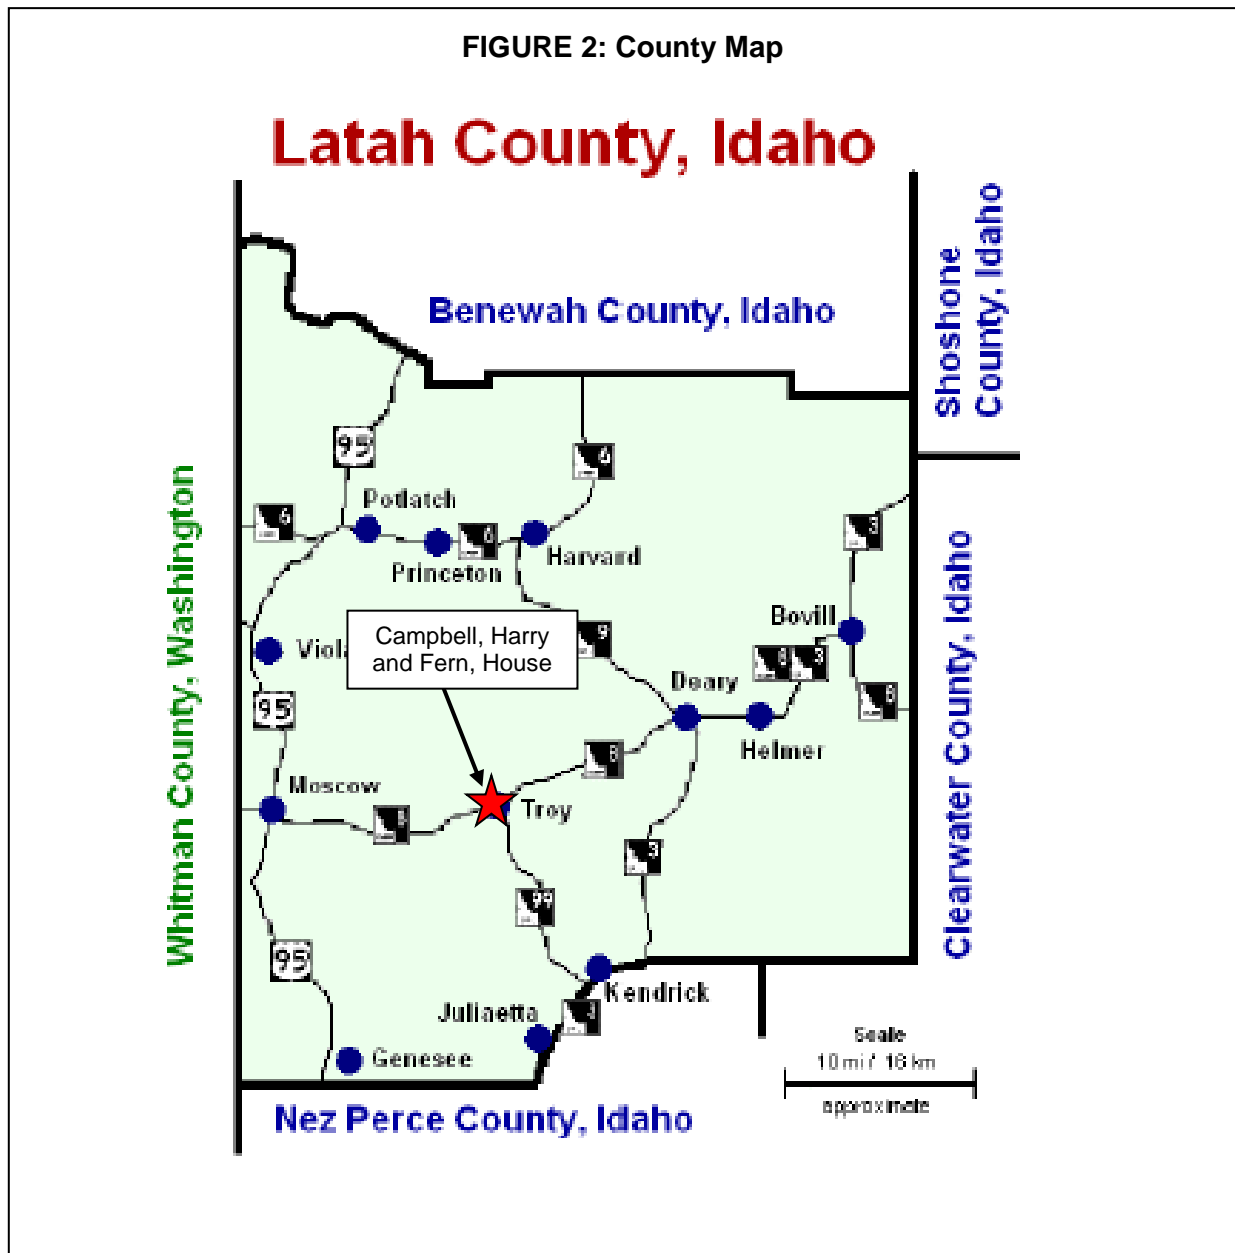 FIGURE 2: County Map
Latah County, Idaho
Shoshone
County, Idaho
Benewah County, Idaho
95
6
Potlatch
6
6
Princeton
Harvard
3
Whitman County, Washington
Clearwater County, Idaho
Campbell, Harry
and Fern, House
Viola
9
Bovill
8
3
Deary
8
95
Helmer
8
Moscow
Troy
8
3
99
95
Kendrick
Juliaetta
3
Genesee
Scale
10 mi / 16 km
approximate
Nez Perce County, Idaho